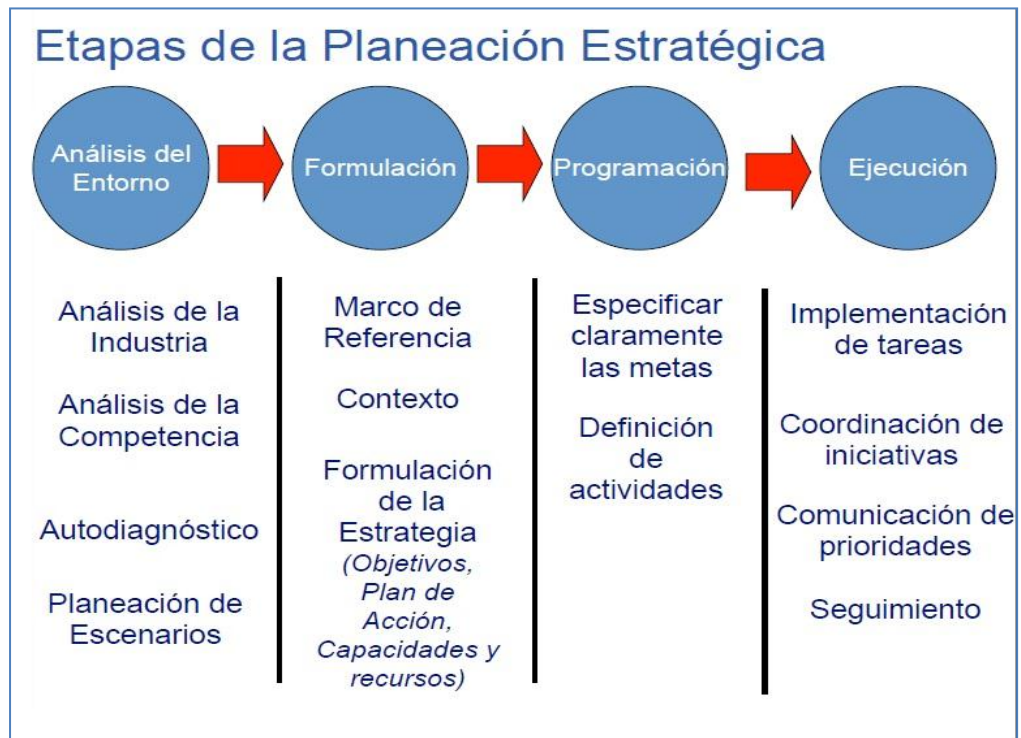 Etapas de la Planeación Estratégica
Análisis del
Entorno
Formulación
Programación
Ejecución
Análisis de la
Industria
Análisis de la
Competencia
Autodiagnóstico
Planeación de
Escenarios
Marco de
Referencia
Contexto
Formulación
de la
Estrategia
(Objetivos,
Plan de
Acción,
Capacidades y
recursos)
Especificar
claramente
las metas
Definición
de
actividades
Implementación
de tareas
Coordinación de
iniciativas
Comunicación de
prioridades
Seguimiento